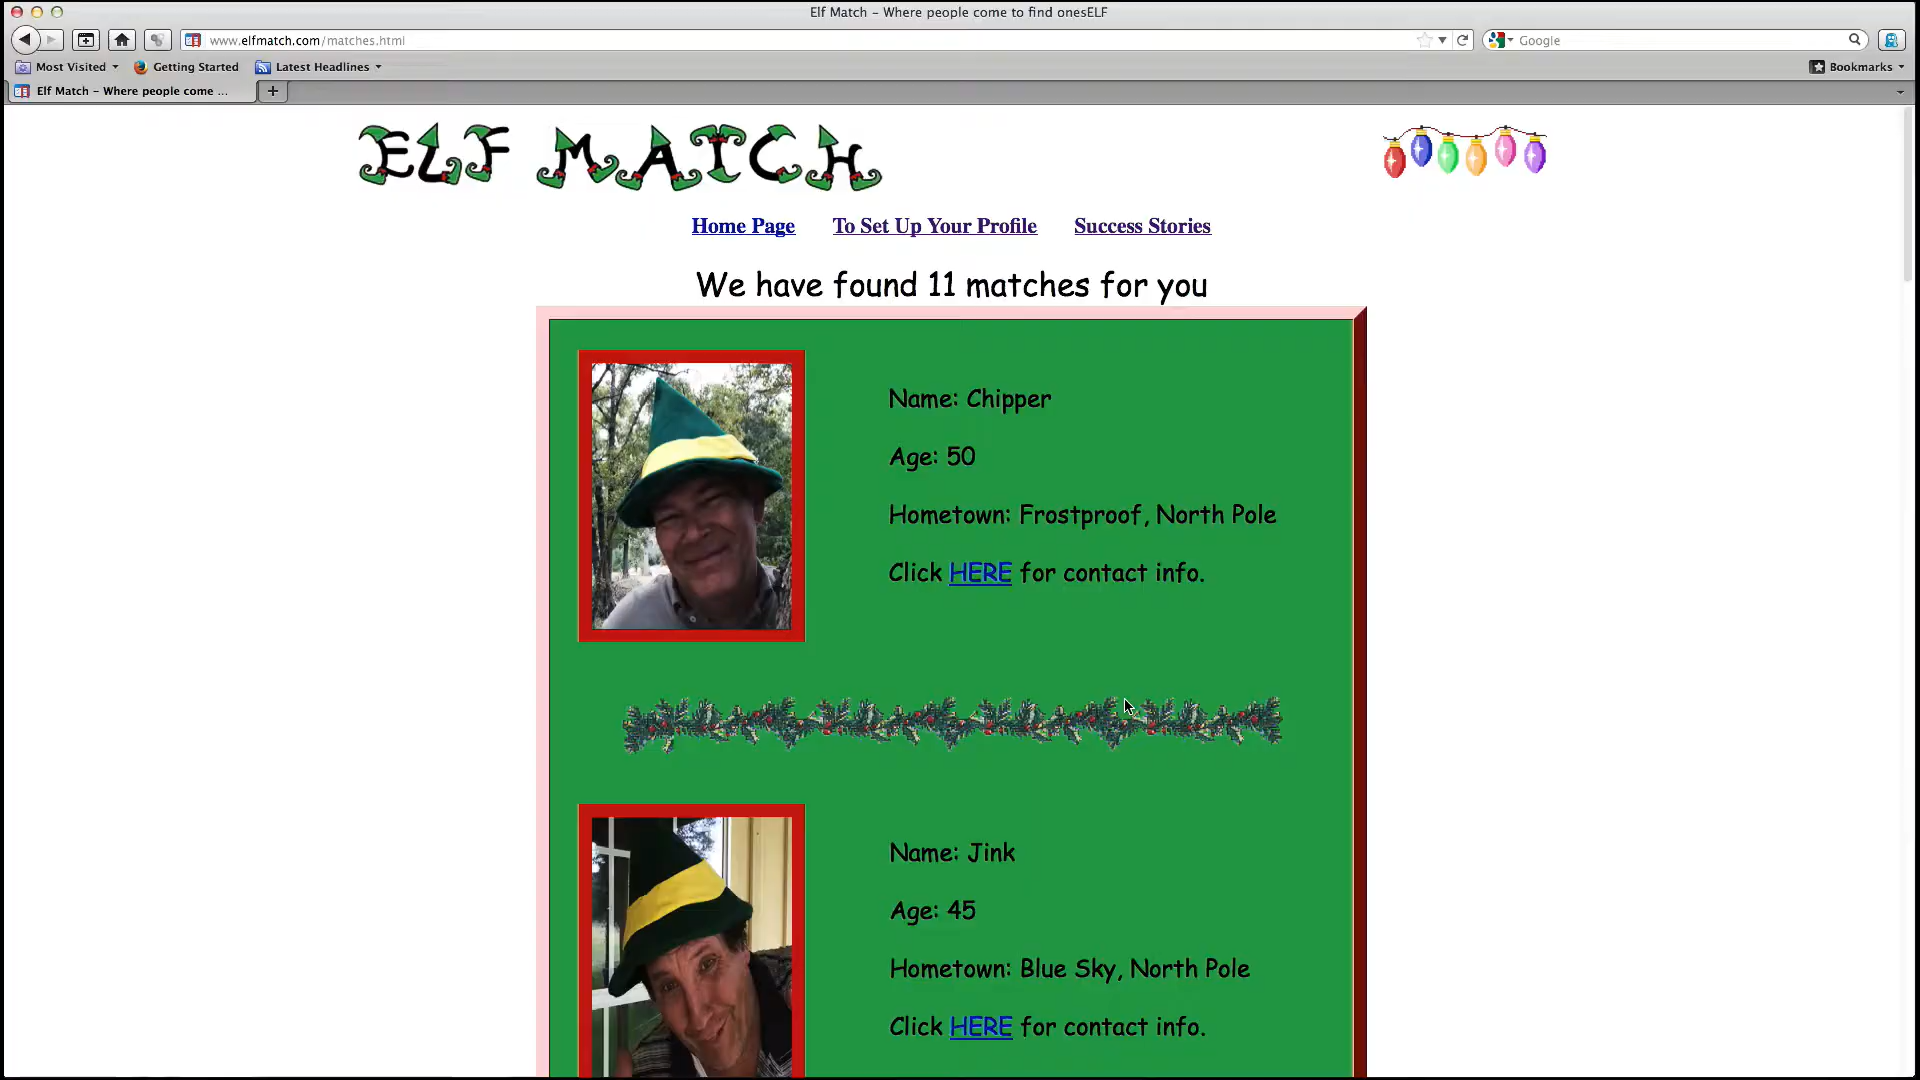 Elf Match – Where people come to find onesELF
www.elfmatch.com/matches.html
Google
Most Visited
Getting Started
Latest Headlines
Bookmarks
Elf Match – Where people come ...
ELF MATCH
Home Page
To Set Up Your Profile
Success Stories
We have found 11 matches for you
Name: Chipper
Age: 50
Hometown: Frostproof, North Pole
Click HERE for contact info.
Name: Jink
Age: 45
Hometown: Blue Sky, North Pole
Click HERE for contact info.